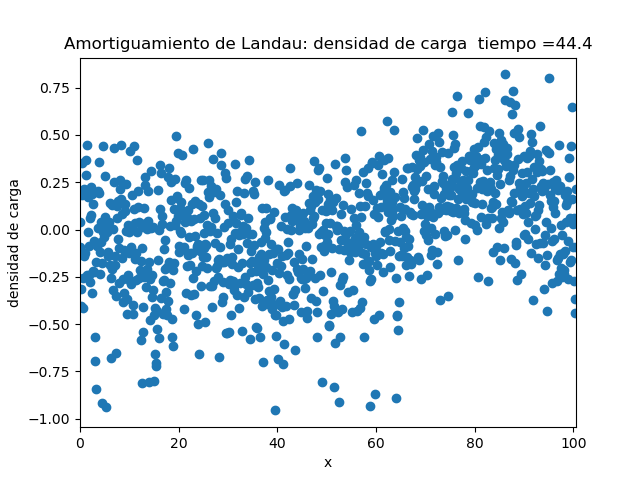 Amortiguamiento de Landau: densidad de carga  tiempo =44.4
densidad de carga
0.75
0.50
0.25
0.00
−0.25
−0.50
−0.75
−1.00
0 20 40 60 80 100
x